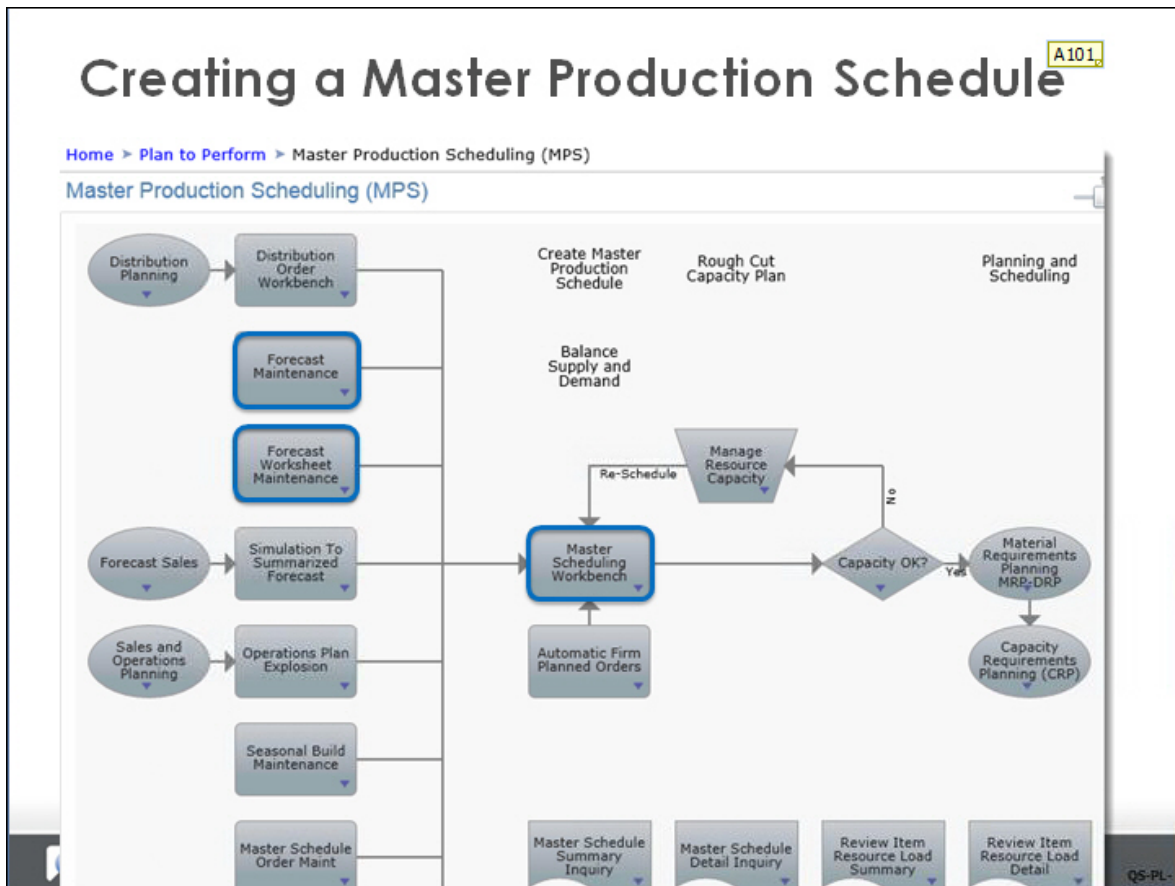 Creating a Master Production Schedule
A101
Home > Plan to Perform > Master Production Scheduling (MPS)
Master Production Scheduling (MPS)
Distribution
Planning
Distribution
Order
Workbench
Create Master
Production
Schedule
Rough Cut
Capacity Plan
Planning and
Scheduling
Forecast
Maintenance
Balance
Supply and
Demand
Forecast
Worksheet
Maintenance
Re-Schedule
Manage
Resource
Capacity
No
Forecast Sales
Simulation To
Summarized
Forecast
Master
Scheduling
Workbench
Capacity OK?
Yes
Material
Requirements
Planning
MRP-DRP
Sales and
Operations
Planning
Operations Plan
Explosion
Automatic Firm
Planned Orders
Capacity
Requirements
Planning (CRP)
Seasonal Build
Maintenance
Master Schedule
Order Maint
Master Schedule
Summary
Inquiry
Master Schedule
Detail Inquiry
Review Item
Resource Load
Summary
Review Item
Resource Load
Detail
QS-PL-